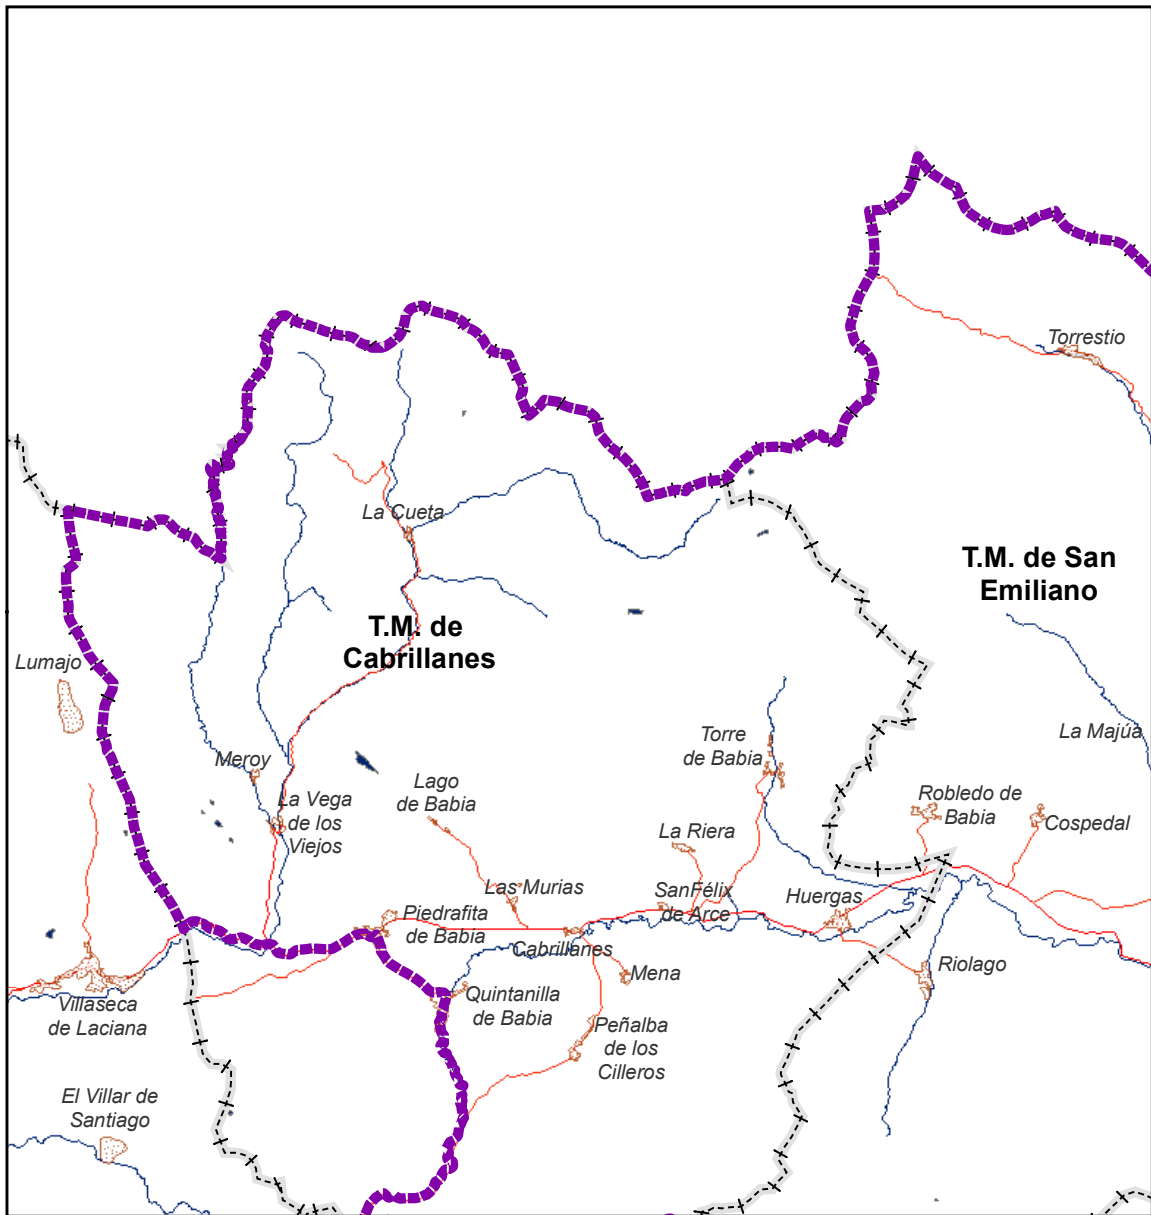 Torrestio
La Cueta
T.M. de San
Emiliano
T.M. de
Cabrillanes
Lumajo
La Majúa
Torre
de Babia
Meroy
Lago
de Babia
La Vega
de los
Viejos
Robledo de
Babia
Cospedal
La Riera
Las Murias
SanFélix
de Arce
Huergas
Piedrafita
de Babia
Cabrillanes
Mena
Riolago
Villaseca
de Laciana
Quintanilla
de Babia
Peñalba
de los
Cilleros
El Villar de
Santiago